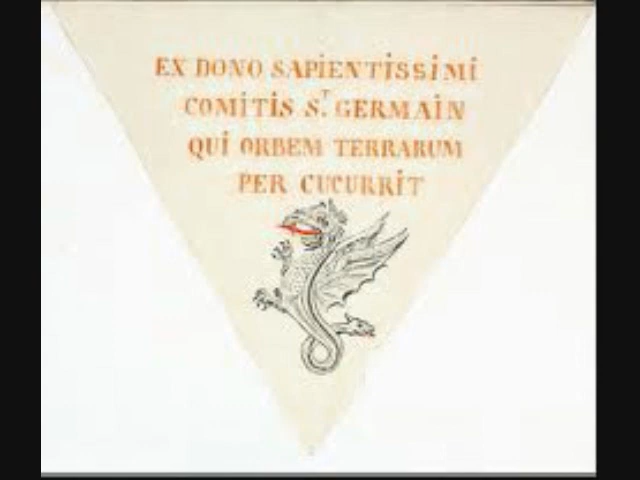 EX DONO SAPIENTISSIMI
COMITIS S.T GERMAIN
QUI ORBEM TERRARUM
PER CUCURRIT